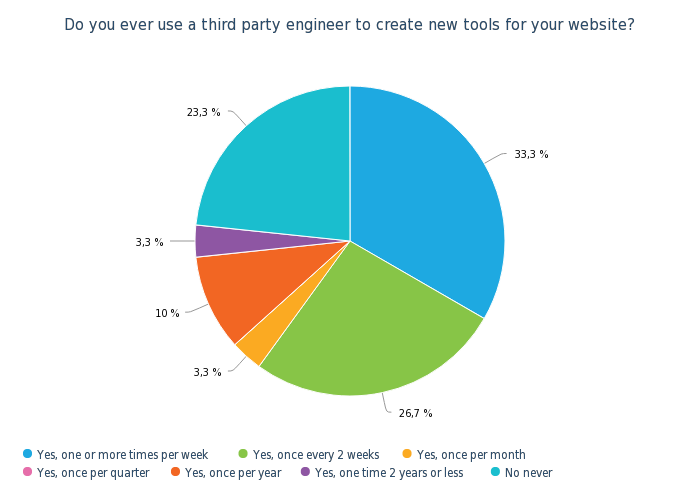 Do you ever use a third party engineer to create new tools for your website?
23,3 %
33,3 %
3,3 %
10 %
3,3 %
26,7 %
Yes, one or more times per week
Yes, once every 2 weeks
Yes, once per month
Yes, once per quarter
Yes, once per year
Yes, one time 2 years or less
No never